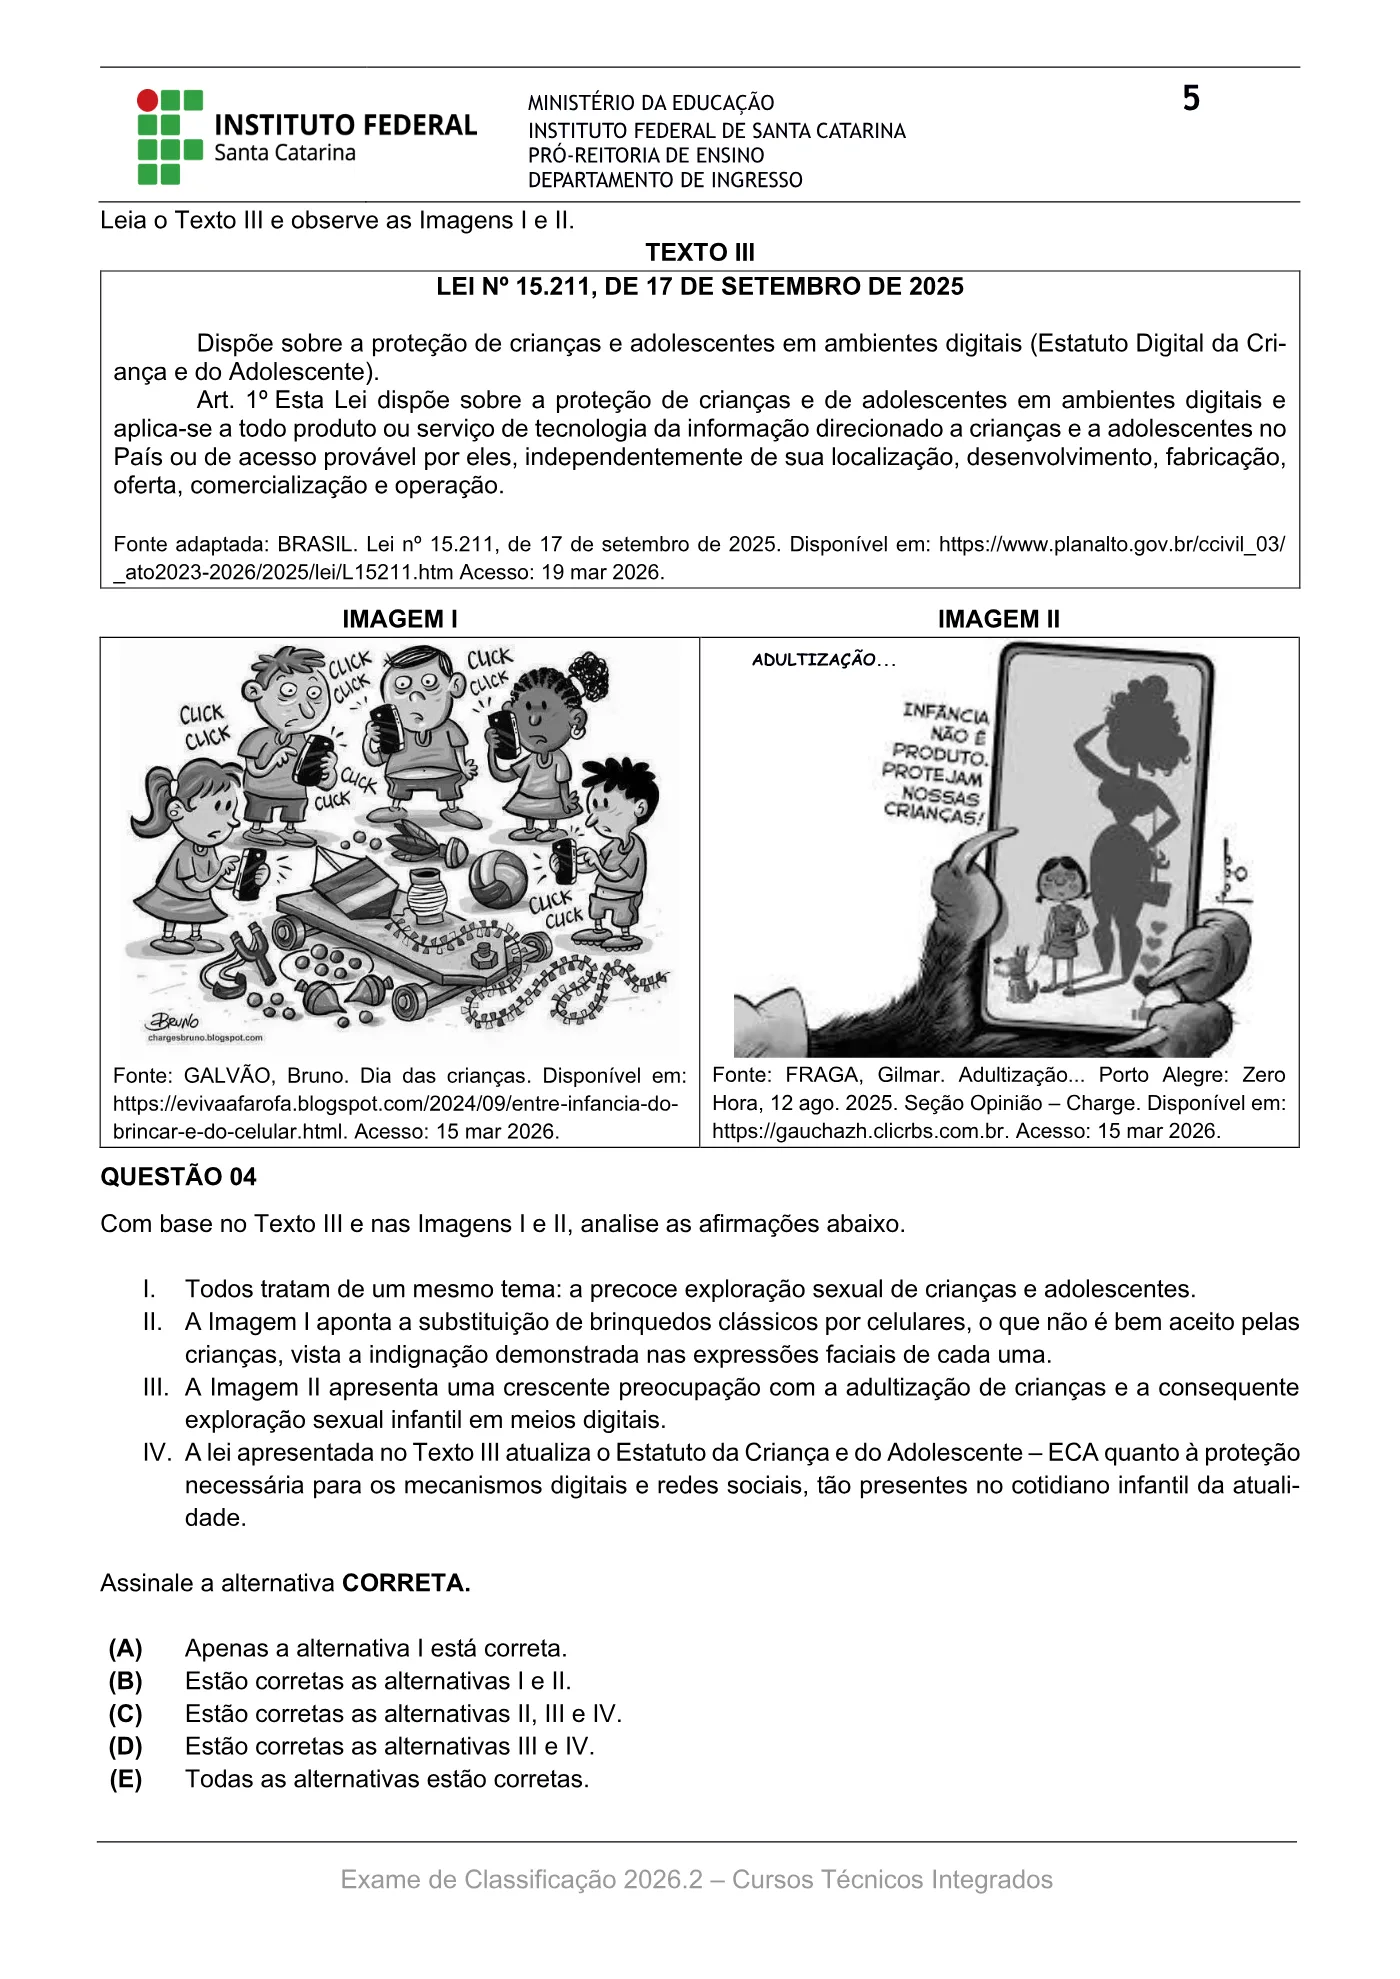 5
INSTITUTO FEDERAL
Santa Catarina
MINISTÉRIO DA EDUCAÇÃO
INSTITUTO FEDERAL DE SANTA CATARINA
PRÓ-REITORIA DE ENSINO
DEPARTAMENTO DE INGRESSO
Leia o Texto III e observe as Imagens I e II.
TEXTO III
LEI Nº 15.211, DE 17 DE SETEMBRO DE 2025
Dispõe sobre a proteção de crianças e adolescentes em ambientes digitais (Estatuto Digital da Cri-
ança e do Adolescente).
Art. 1º Esta Lei dispõe sobre a proteção de crianças e de adolescentes em ambientes digitais e
aplica-se a todo produto ou serviço de tecnologia da informação direcionado a crianças e a adolescentes no
País ou de acesso provável por eles, independentemente de sua localização, desenvolvimento, fabricação,
oferta, comercialização e operação.
Fonte adaptada: BRASIL. Lei nº 15.211, de 17 de setembro de 2025. Disponível em: https://www.planalto.gov.br/ccivil_03/
_ato2023-2026/2025/lei/L15211.htm Acesso: 19 mar 2026.
IMAGEM I
CLICK
CLICK
CLICK
CLICK
CLICK
CLICK
CLICK
CLICK
CLICK
CLICK
BRUNO
chargesbruno.blogspot.com
Fonte: GALVÃO, Bruno. Dia das crianças. Disponível em:
https://evivaafarofa.blogspot.com/2024/09/entre-infancia-do-
brincar-e-do-celular.html. Acesso: 15 mar 2026.
IMAGEM II
ADULTIZAÇÃO...
INFÂNCIA
NÃO É
PRODUTO.
PROTEJAM
NOSSAS
CRIANÇAS!
Fonte: FRAGA, Gilmar. Adultização... Porto Alegre: Zero
Hora, 12 ago. 2025. Seção Opinião – Charge. Disponível em:
https://gauchazh.clicrbs.com.br. Acesso: 15 mar 2026.
QUESTÃO 04
Com base no Texto III e nas Imagens I e II, analise as afirmações abaixo.
I. Todos tratam de um mesmo tema: a precoce exploração sexual de crianças e adolescentes.
II. A Imagem I aponta a substituição de brinquedos clássicos por celulares, o que não é bem aceito pelas
crianças, vista a indignação demonstrada nas expressões faciais de cada uma.
III. A Imagem II apresenta uma crescente preocupação com a adultização de crianças e a consequente
exploração sexual infantil em meios digitais.
IV. A lei apresentada no Texto III atualiza o Estatuto da Criança e do Adolescente – ECA quanto à proteção
necessária para os mecanismos digitais e redes sociais, tão presentes no cotidiano infantil da atuali-
dade.
Assinale a alternativa CORRETA.
(A) Apenas a alternativa I está correta.
(B) Estão corretas as alternativas I e II.
(C) Estão corretas as alternativas II, III e IV.
(D) Estão corretas as alternativas III e IV.
(E) Todas as alternativas estão corretas.
Exame de Classificação 2026.2 – Cursos Técnicos Integrados